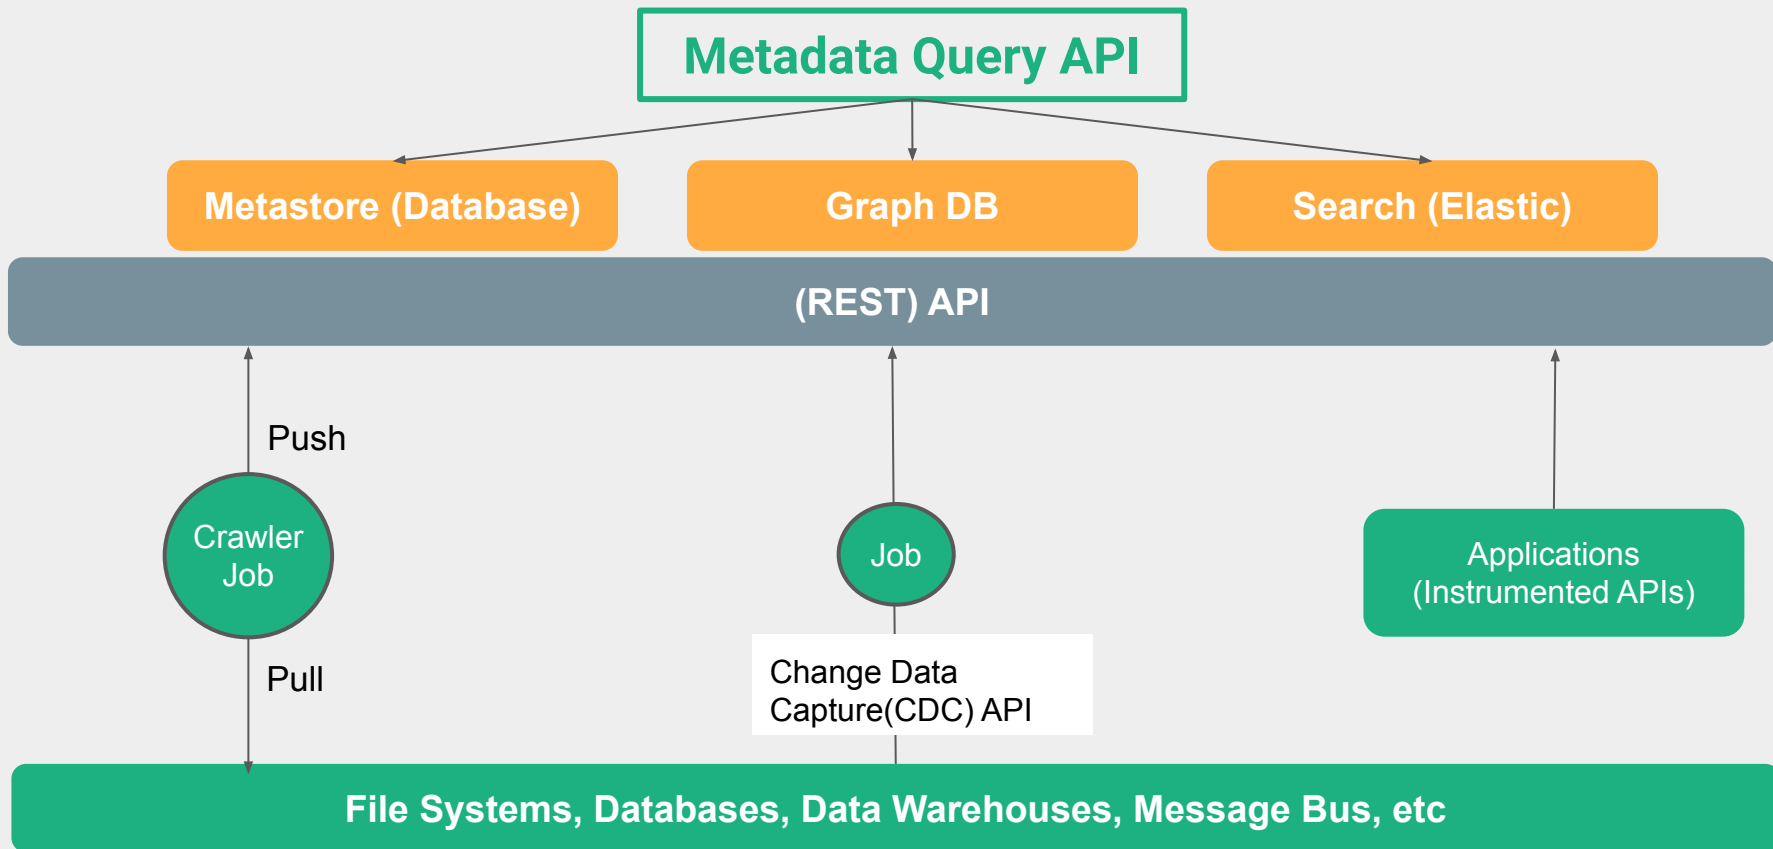 Metadata Query API
Metastore (Database)
Graph DB
Search (Elastic)
(REST) API
Push
Crawler
Job
Job
Applications
(Instrumented APIs)
Pull
Change Data
Capture(CDC) API
File Systems, Databases, Data Warehouses, Message Bus, etc